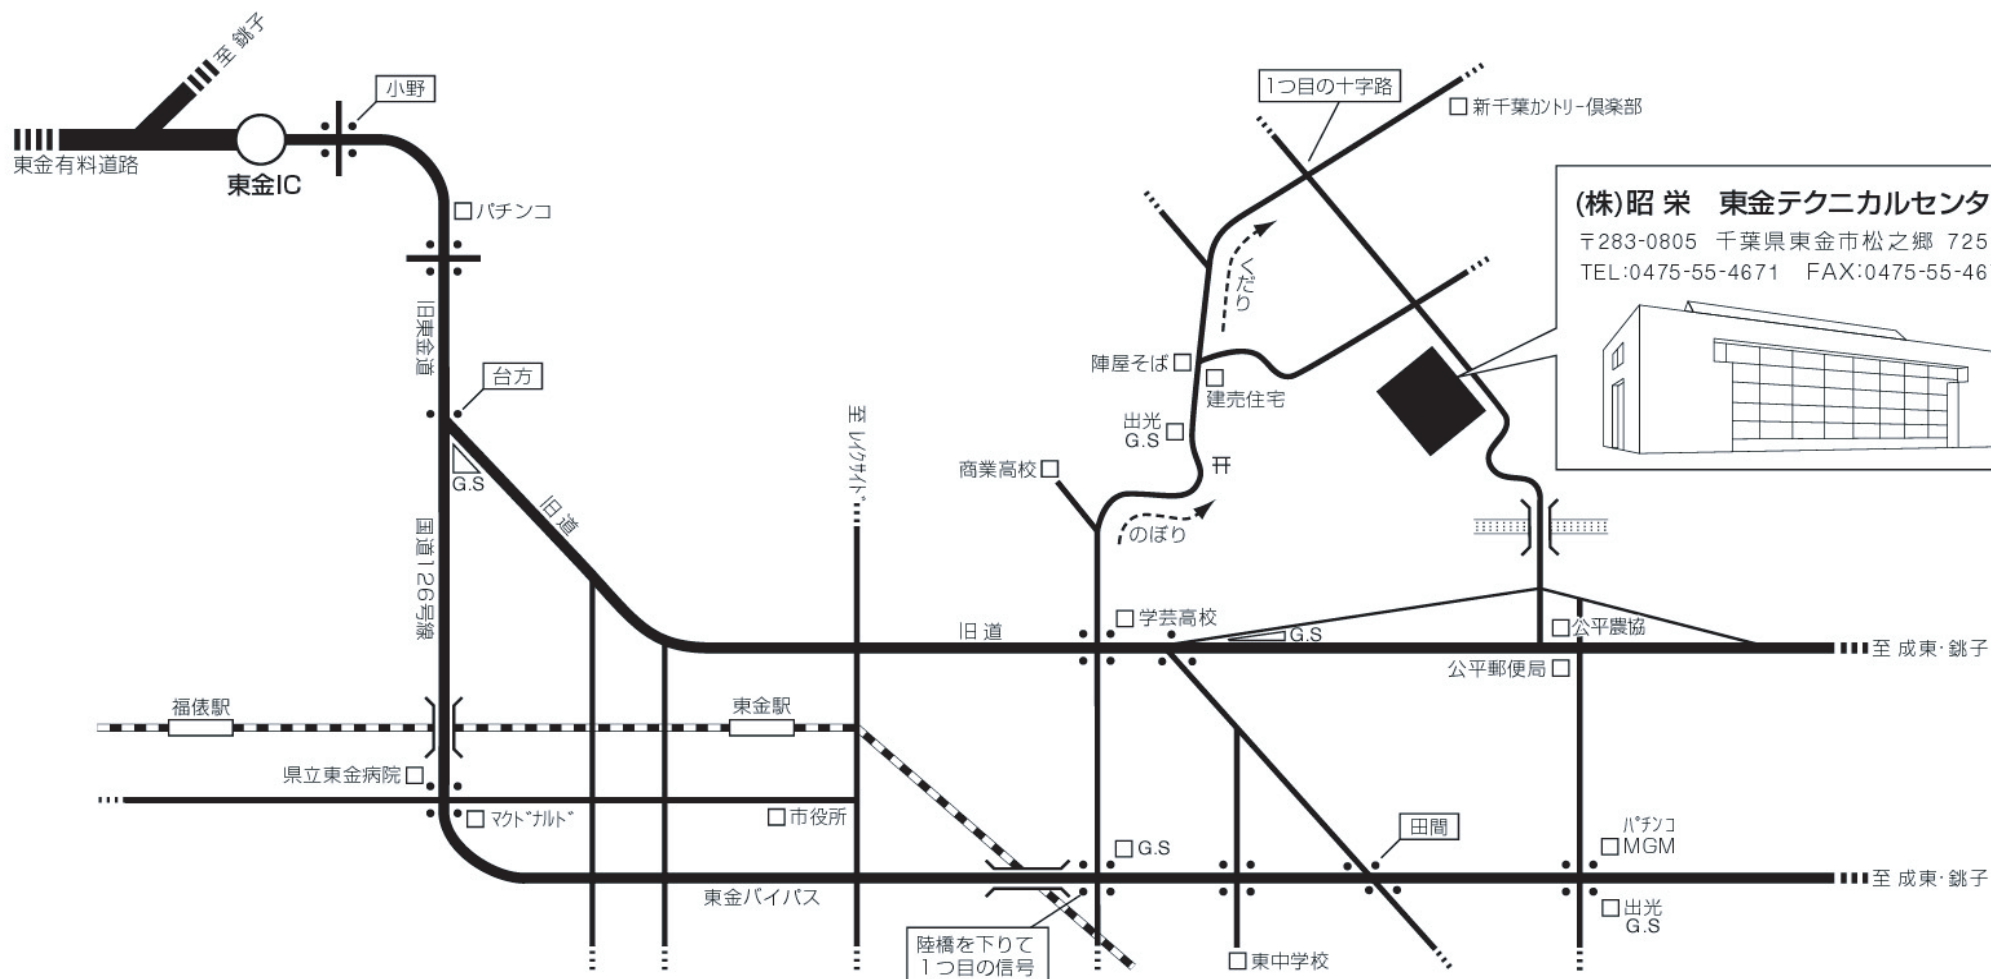 至 銚子
小野
東金有料道路
東金IC
パチンコ
旧東金道
台方
G.S
旧 道
国道126号線
至 レイクサイド
1つ目の十字路
新千葉カントリー倶楽部
くだり
陣屋そば
建売住宅
出光
G.S
商業高校
のぼり
(株)昭 栄 東金テクニカルセンタ
〒283-0805 千葉県東金市松之郷 725
TEL:0475-55-4671 FAX:0475-55-46
学芸高校
旧 道
G.S
公平農協
公平郵便局
至 成東・銚子
福俵駅
東金駅
県立東金病院
マクドナルド
市役所
G.S
田間
パチンコ
MGM
東金バイパス
至 成東・銚子
陸橋を下りて
1つ目の信号
東中学校
出光
G.S